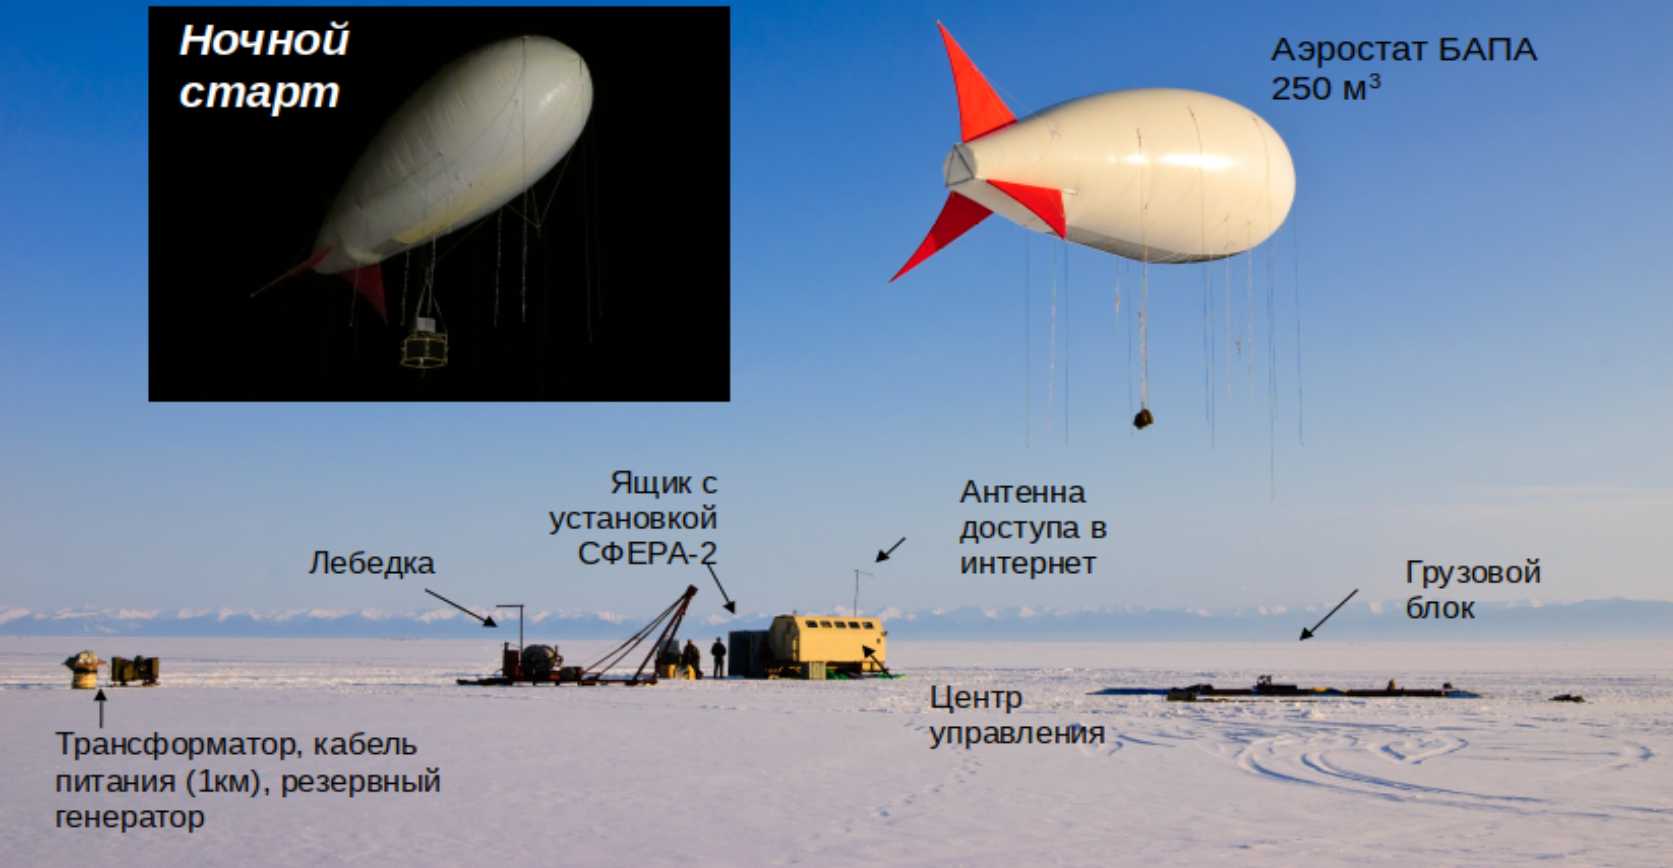 Ночной
старт
Аэростат БАПА
250 м³
Ящик с
установкой
СФЕРА-2
Антенна
доступа в
интернет
Лебедка
Грузовой
блок
Центр
управления
Трансформатор, кабель
питания (1км), резервный
генератор